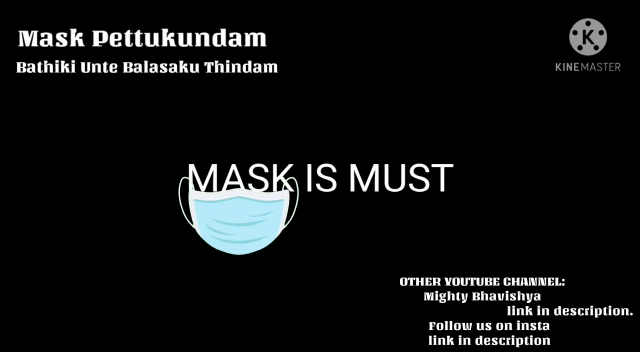 Mask Pettukundam
Bathiki Unte Balasaku Thindam
KINEMASTER
MASK IS MUST
OTHER YOUTUBE CHANNEL:
Mighty Bhavishya
link in description.
Follow us on insta
link in description